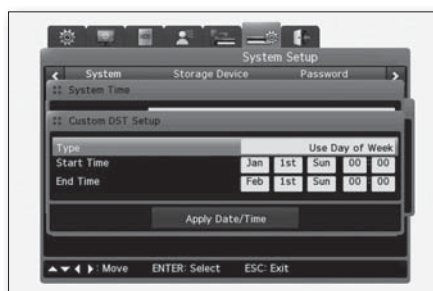 System Setup
System Storage Device Password
System Time
Custom DST Setup
Type Use Day of Week
Start Time Jan 1st Sun 00 : 00
End Time Feb 1st Sun 00 : 00
Apply Date/Time
▲▼◀▶: Move ENTER: Select ESC: Exit